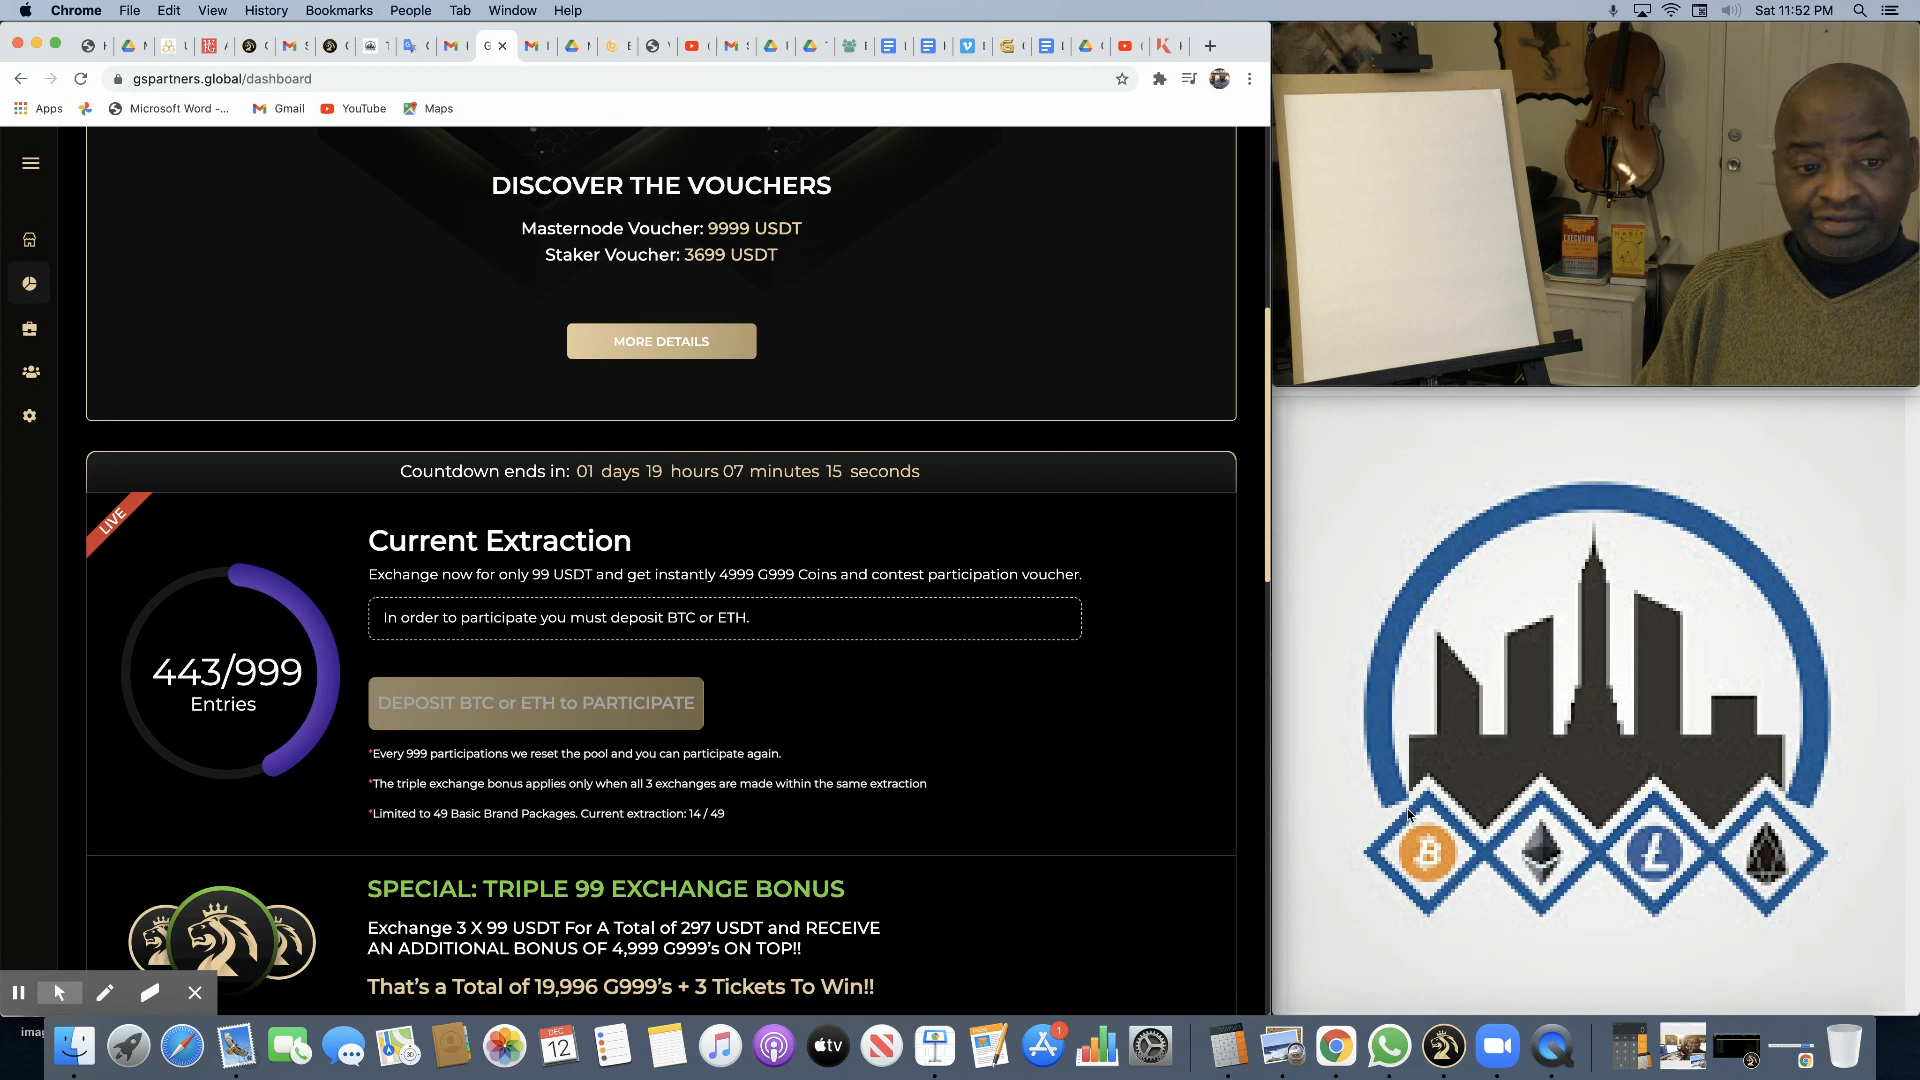 Chrome File Edit View History Bookmarks People Tab Window Help
Sat 11:52 PM
gspartners.global/dashboard
Apps Microsoft Word -... Gmail YouTube Maps
DISCOVER THE VOUCHERS
Masternode Voucher: 9999 USDT
Staker Voucher: 3699 USDT
MORE DETAILS
Countdown ends in: 01 days 19 hours 07 minutes 15 seconds
LIVE
Current Extraction
Exchange now for only 99 USDT and get instantly 4999 G999 Coins and contest participation voucher.
In order to participate you must deposit BTC or ETH.
443/999
Entries
DEPOSIT BTC or ETH to PARTICIPATE
*Every 999 participations we reset the pool and you can participate again.
*The triple exchange bonus applies only when all 3 exchanges are made within the same extraction
*Limited to 49 Basic Brand Packages. Current extraction: 14 / 49
SPECIAL: TRIPLE 99 EXCHANGE BONUS
Exchange 3 X 99 USDT For A Total of 297 USDT and RECEIVE
AN ADDITIONAL BONUS OF 4,999 G999's ON TOP!!
That's a Total of 19,996 G999's + 3 Tickets To Win!!
EXECUTION
HABIT
DEC
12
tv
1